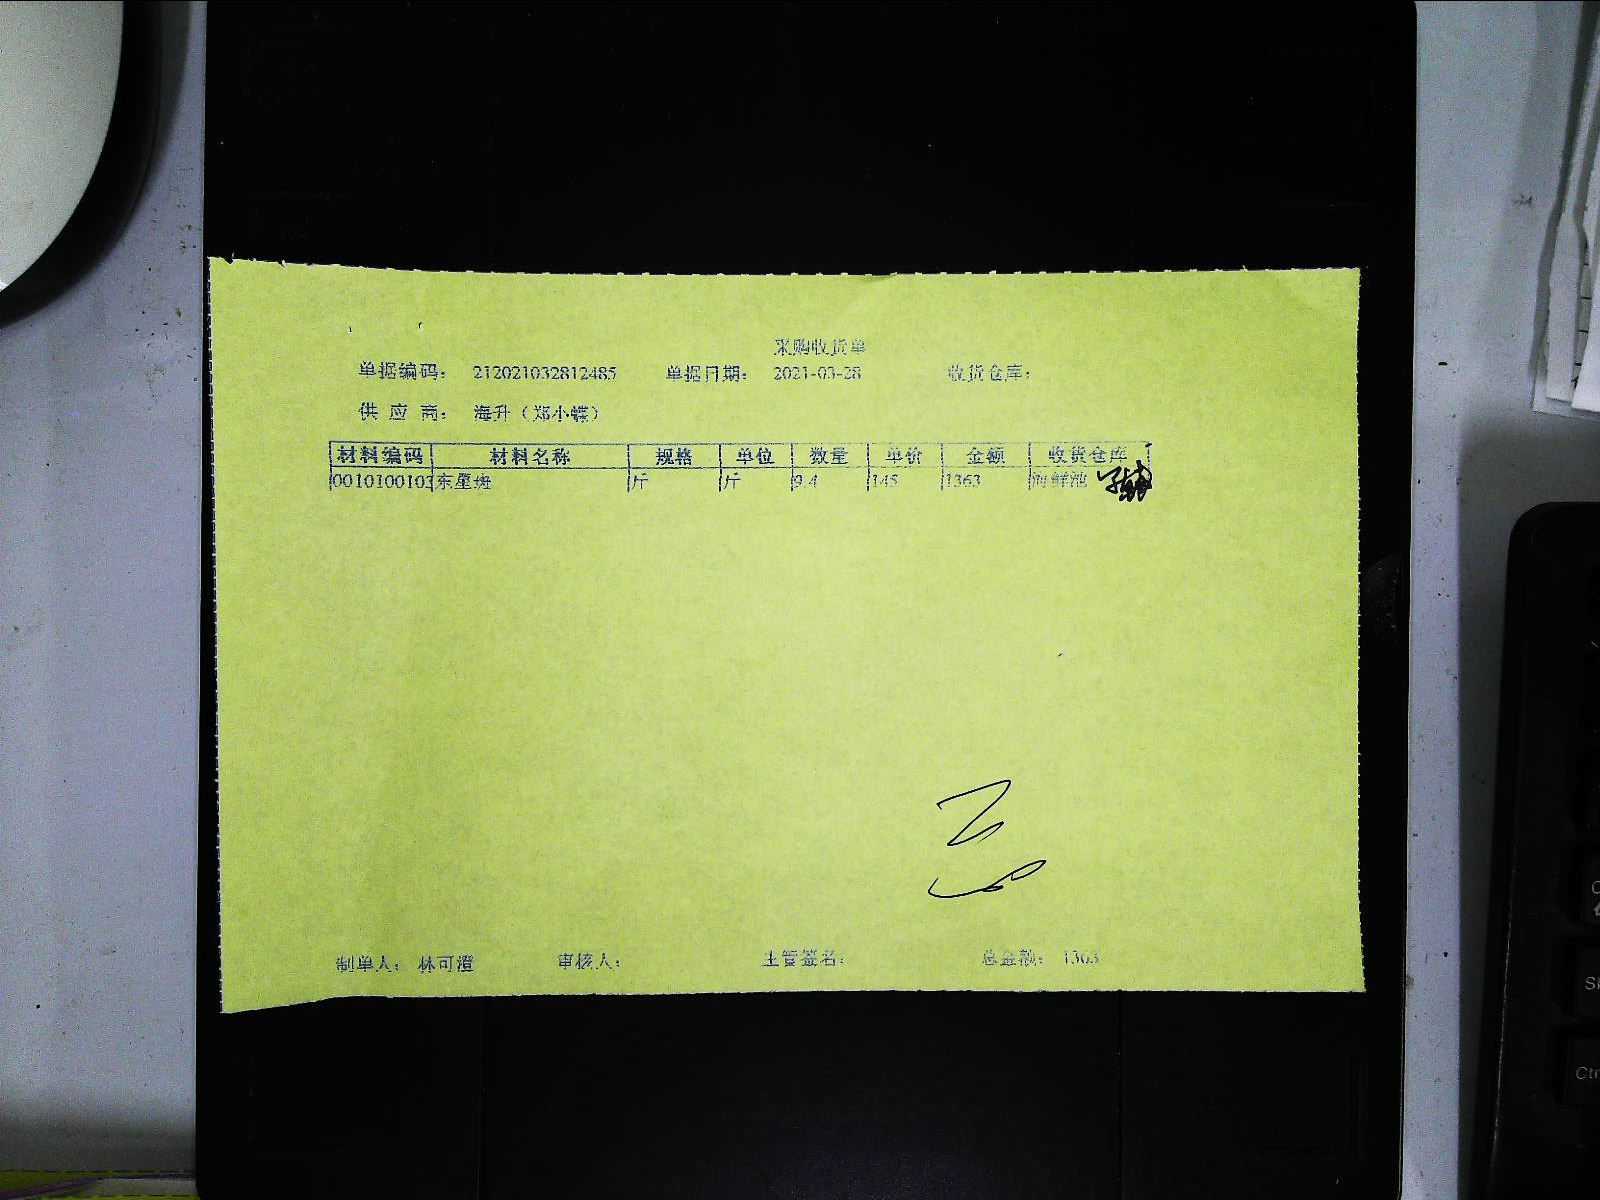 采购收货单
单据编码： 212021032812485 单据日期： 2021-03-28 收货仓库：
供 应 商： 海升（郑小蝶）
材料编码 材料名称 规格 单位 数量 单价 金额 收货仓库
0010100103 东星斑 斤 斤 9.4 145 1363 海鲜池
制单人： 林可澄 审核人： 主管签名： 总金额： 1363